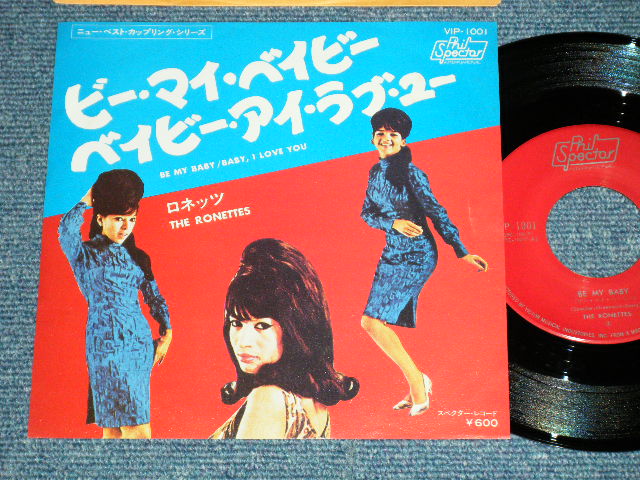 ニュー・ベスト・カップリング・シリーズ
VIP-1001
Phil Spector
INTERNATIONAL
ビー・マイ・ベイビー
ベイビー・アイ・ラブ・ユー
BE MY BABY/BABY, I LOVE YOU
ロネッツ
THE RONETTES
スペクター・レコード
¥600
Phil Spector
P-1001
BE MY BABY
THE RONETTES